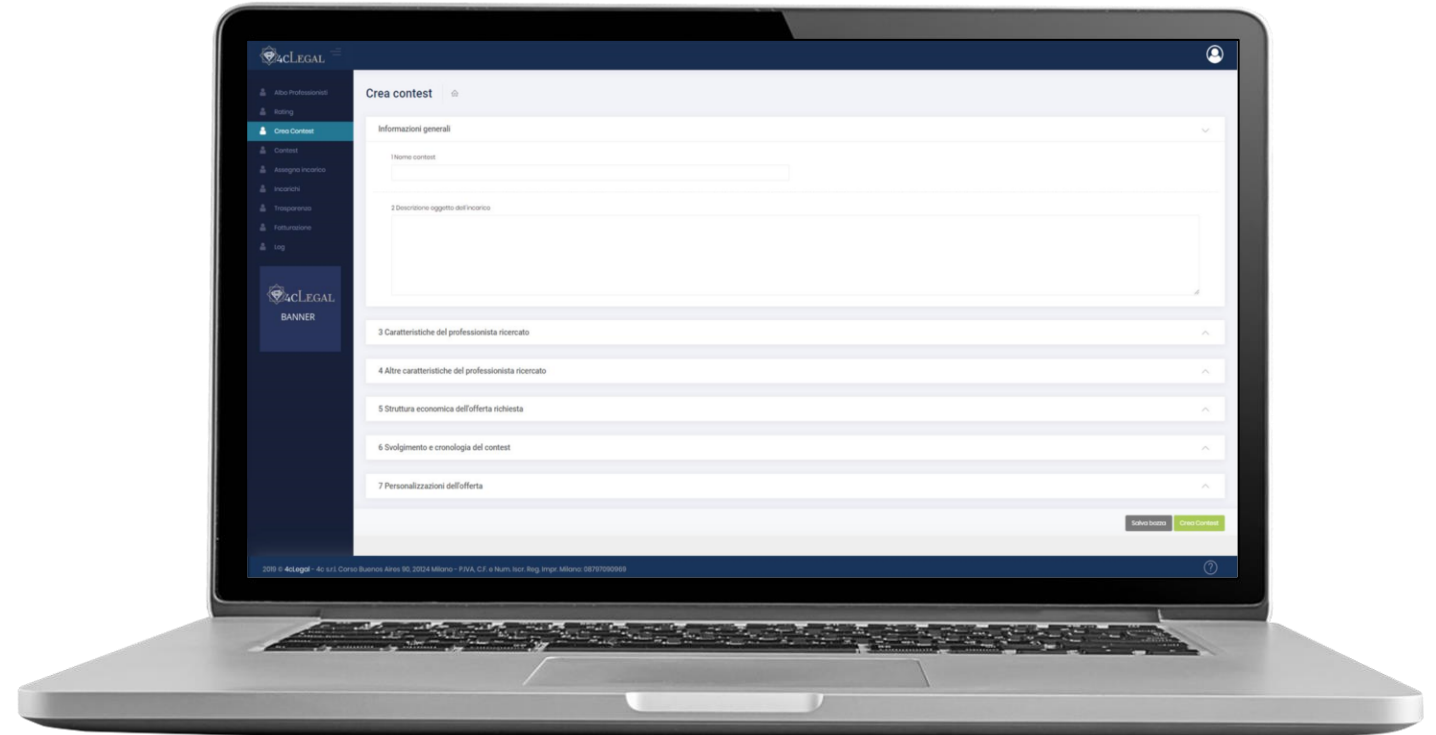 4cLEGAL
Albo Professionisti
Rating
Crea Contest
Contest
Assegna incarico
Incarichi
Trasparenza
Fatturazione
Log
4cLEGAL
BANNER
Crea contest
Informazioni generali
1 Nome contest
2 Descrizione oggetto dell'incarico
3 Caratteristiche del professionista ricercato
4 Altre caratteristiche del professionista ricercato
5 Struttura economica dell'offerta richiesta
6 Svolgimento e cronologia del contest
7 Personalizzazioni dell'offerta
Salva bozza Crea Contest
2019 © 4cLegal - 4c s.r.l. Corso Buenos Aires 90, 20124 Milano - P.IVA, C.F. e Num. Iscr. Reg. Impr. Milano: 08797090969